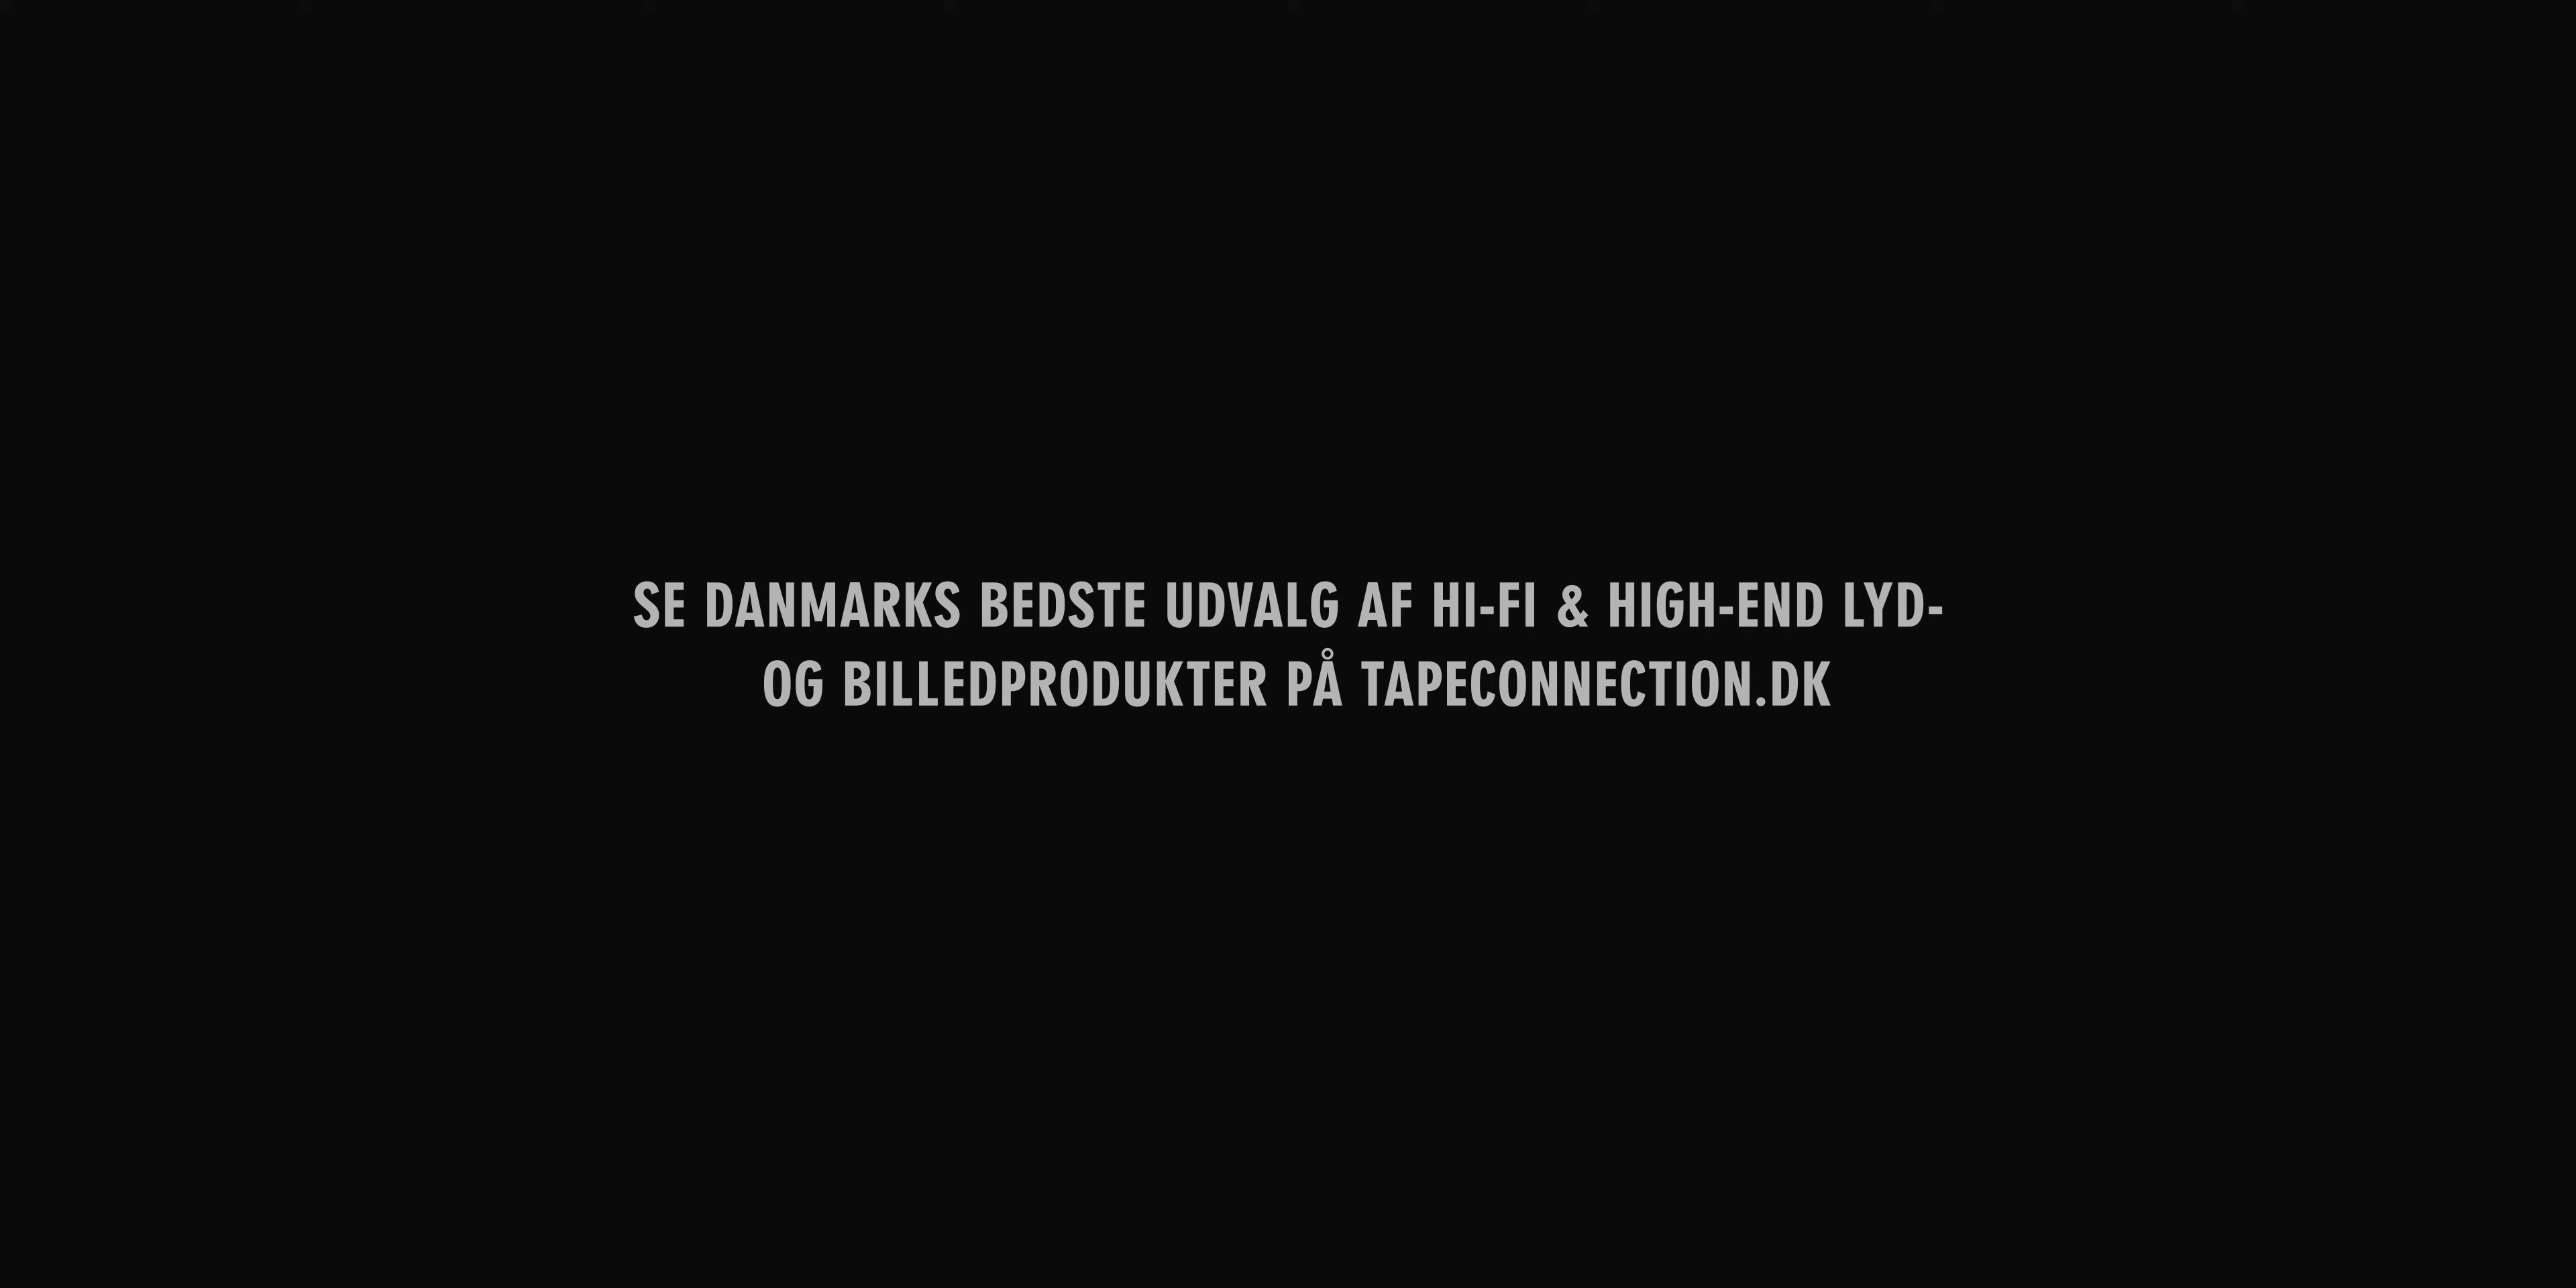 SE DANMARKS BEDSTE UDVALG AF HI-FI & HIGH-END LYD-
OG BILLEDPRODUKTER PÅ TAPECONNECTION.DK